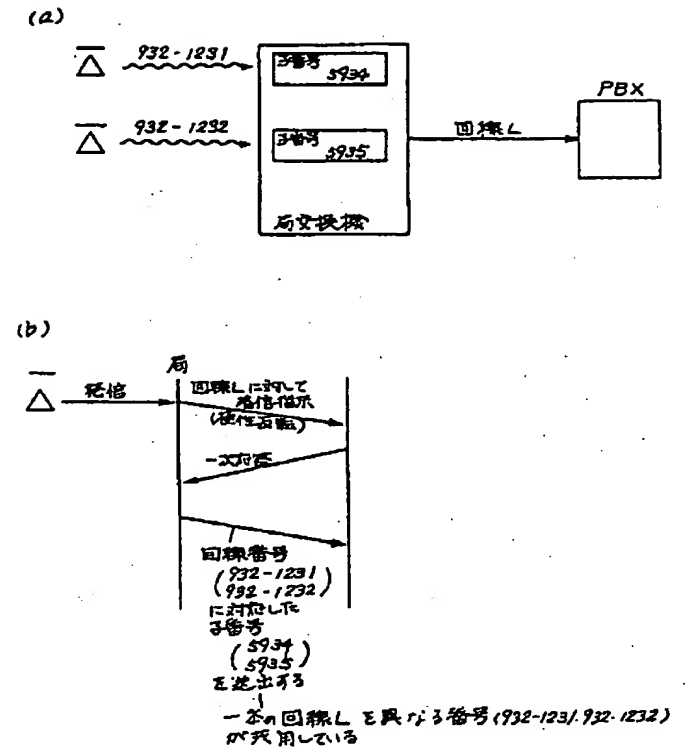 (a)
932-1231
子番号
5934
PBX
932-1232
子番号
5935
回線L
局交換機
(b)
局
発信
回線Lに対して
着信指示
(極性反転)
一次応答
回線番号
(932-1231
932-1232)
に対応した
子番号
(5934
5935)
を送出する
一本の回線Lを異なる番号(932-1231.932-1232)
が共用している